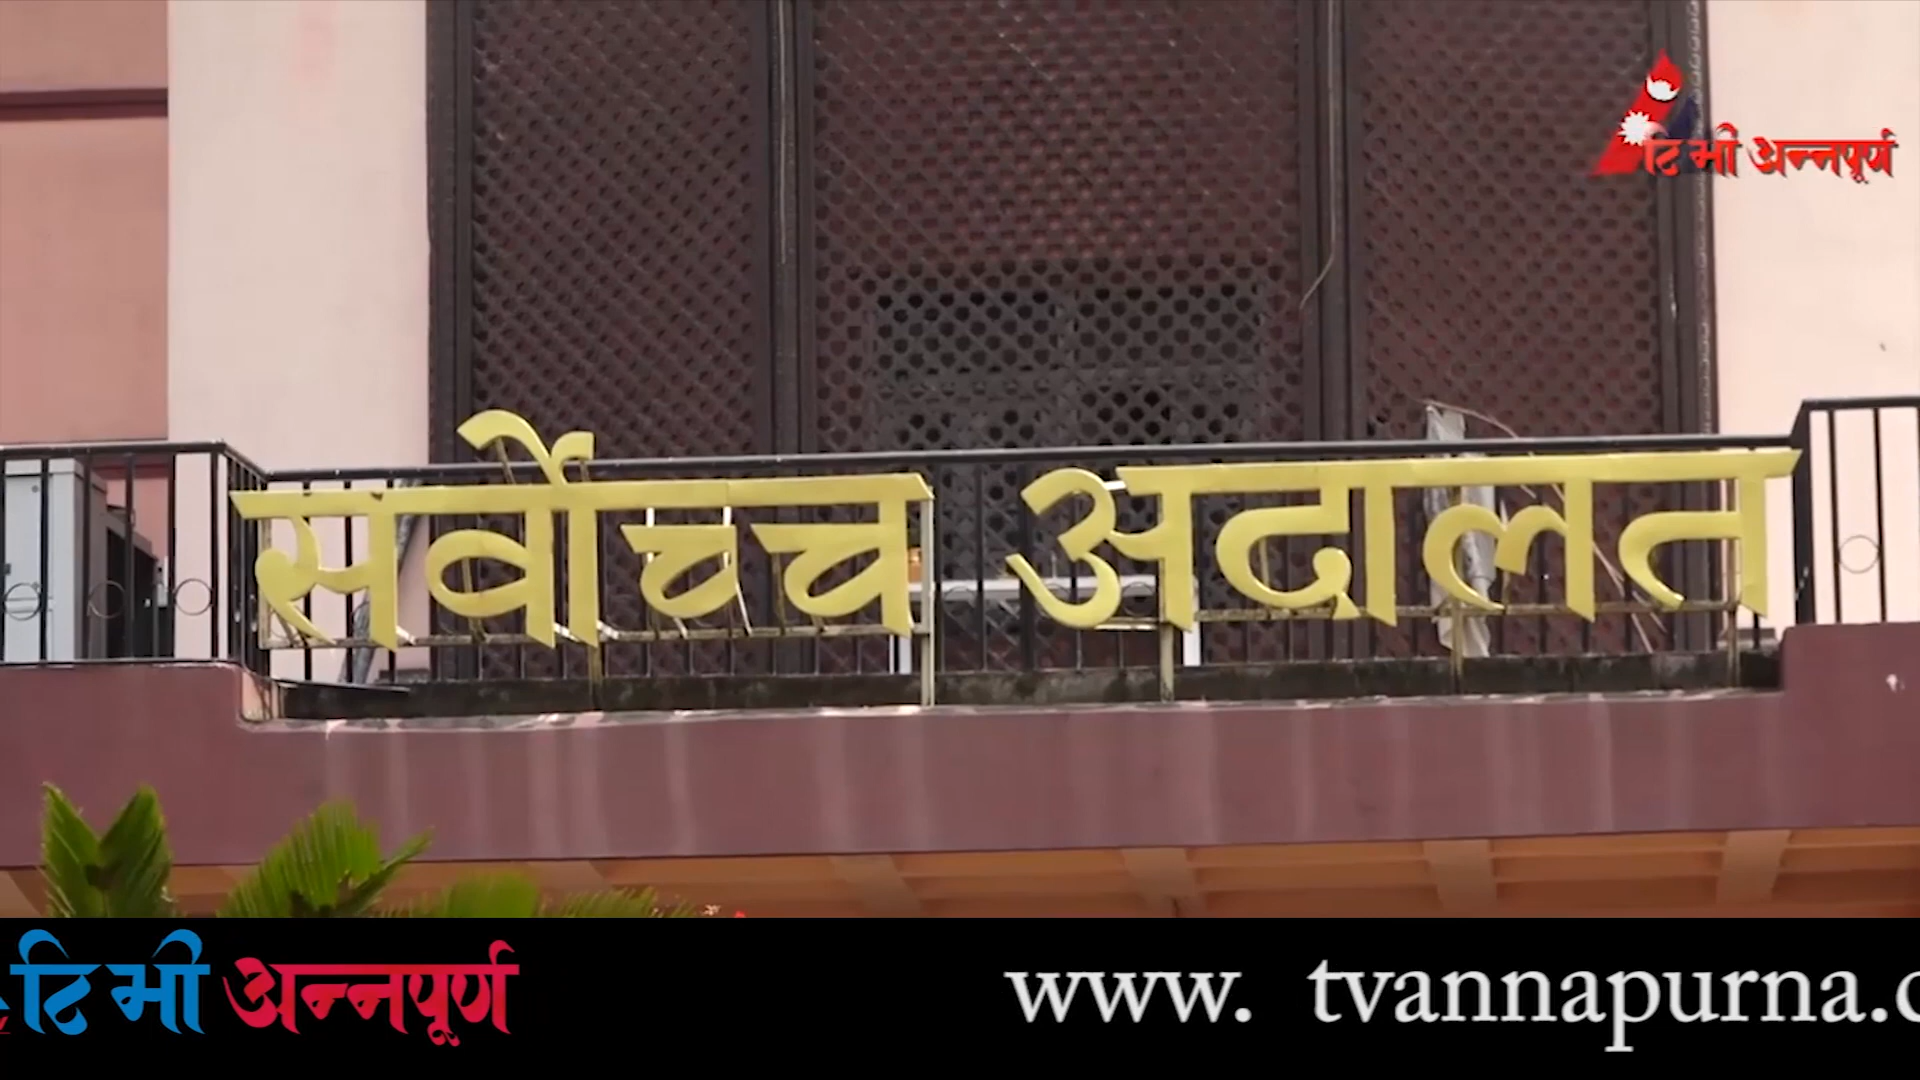 टि भी अन्नपूर्ण
सर्वोच्च अदालत
टि भी अन्नपूर्ण
www. tvannapurna.c